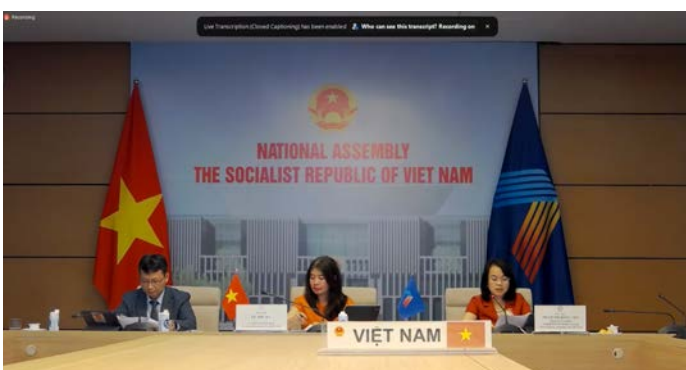 Recording
Live Transcription (Closed Captioning) has been enabled Who can see this transcript? Recording on
NATIONAL ASSEMBLY
THE SOCIALIST REPUBLIC OF VIET NAM
VIỆT NAM